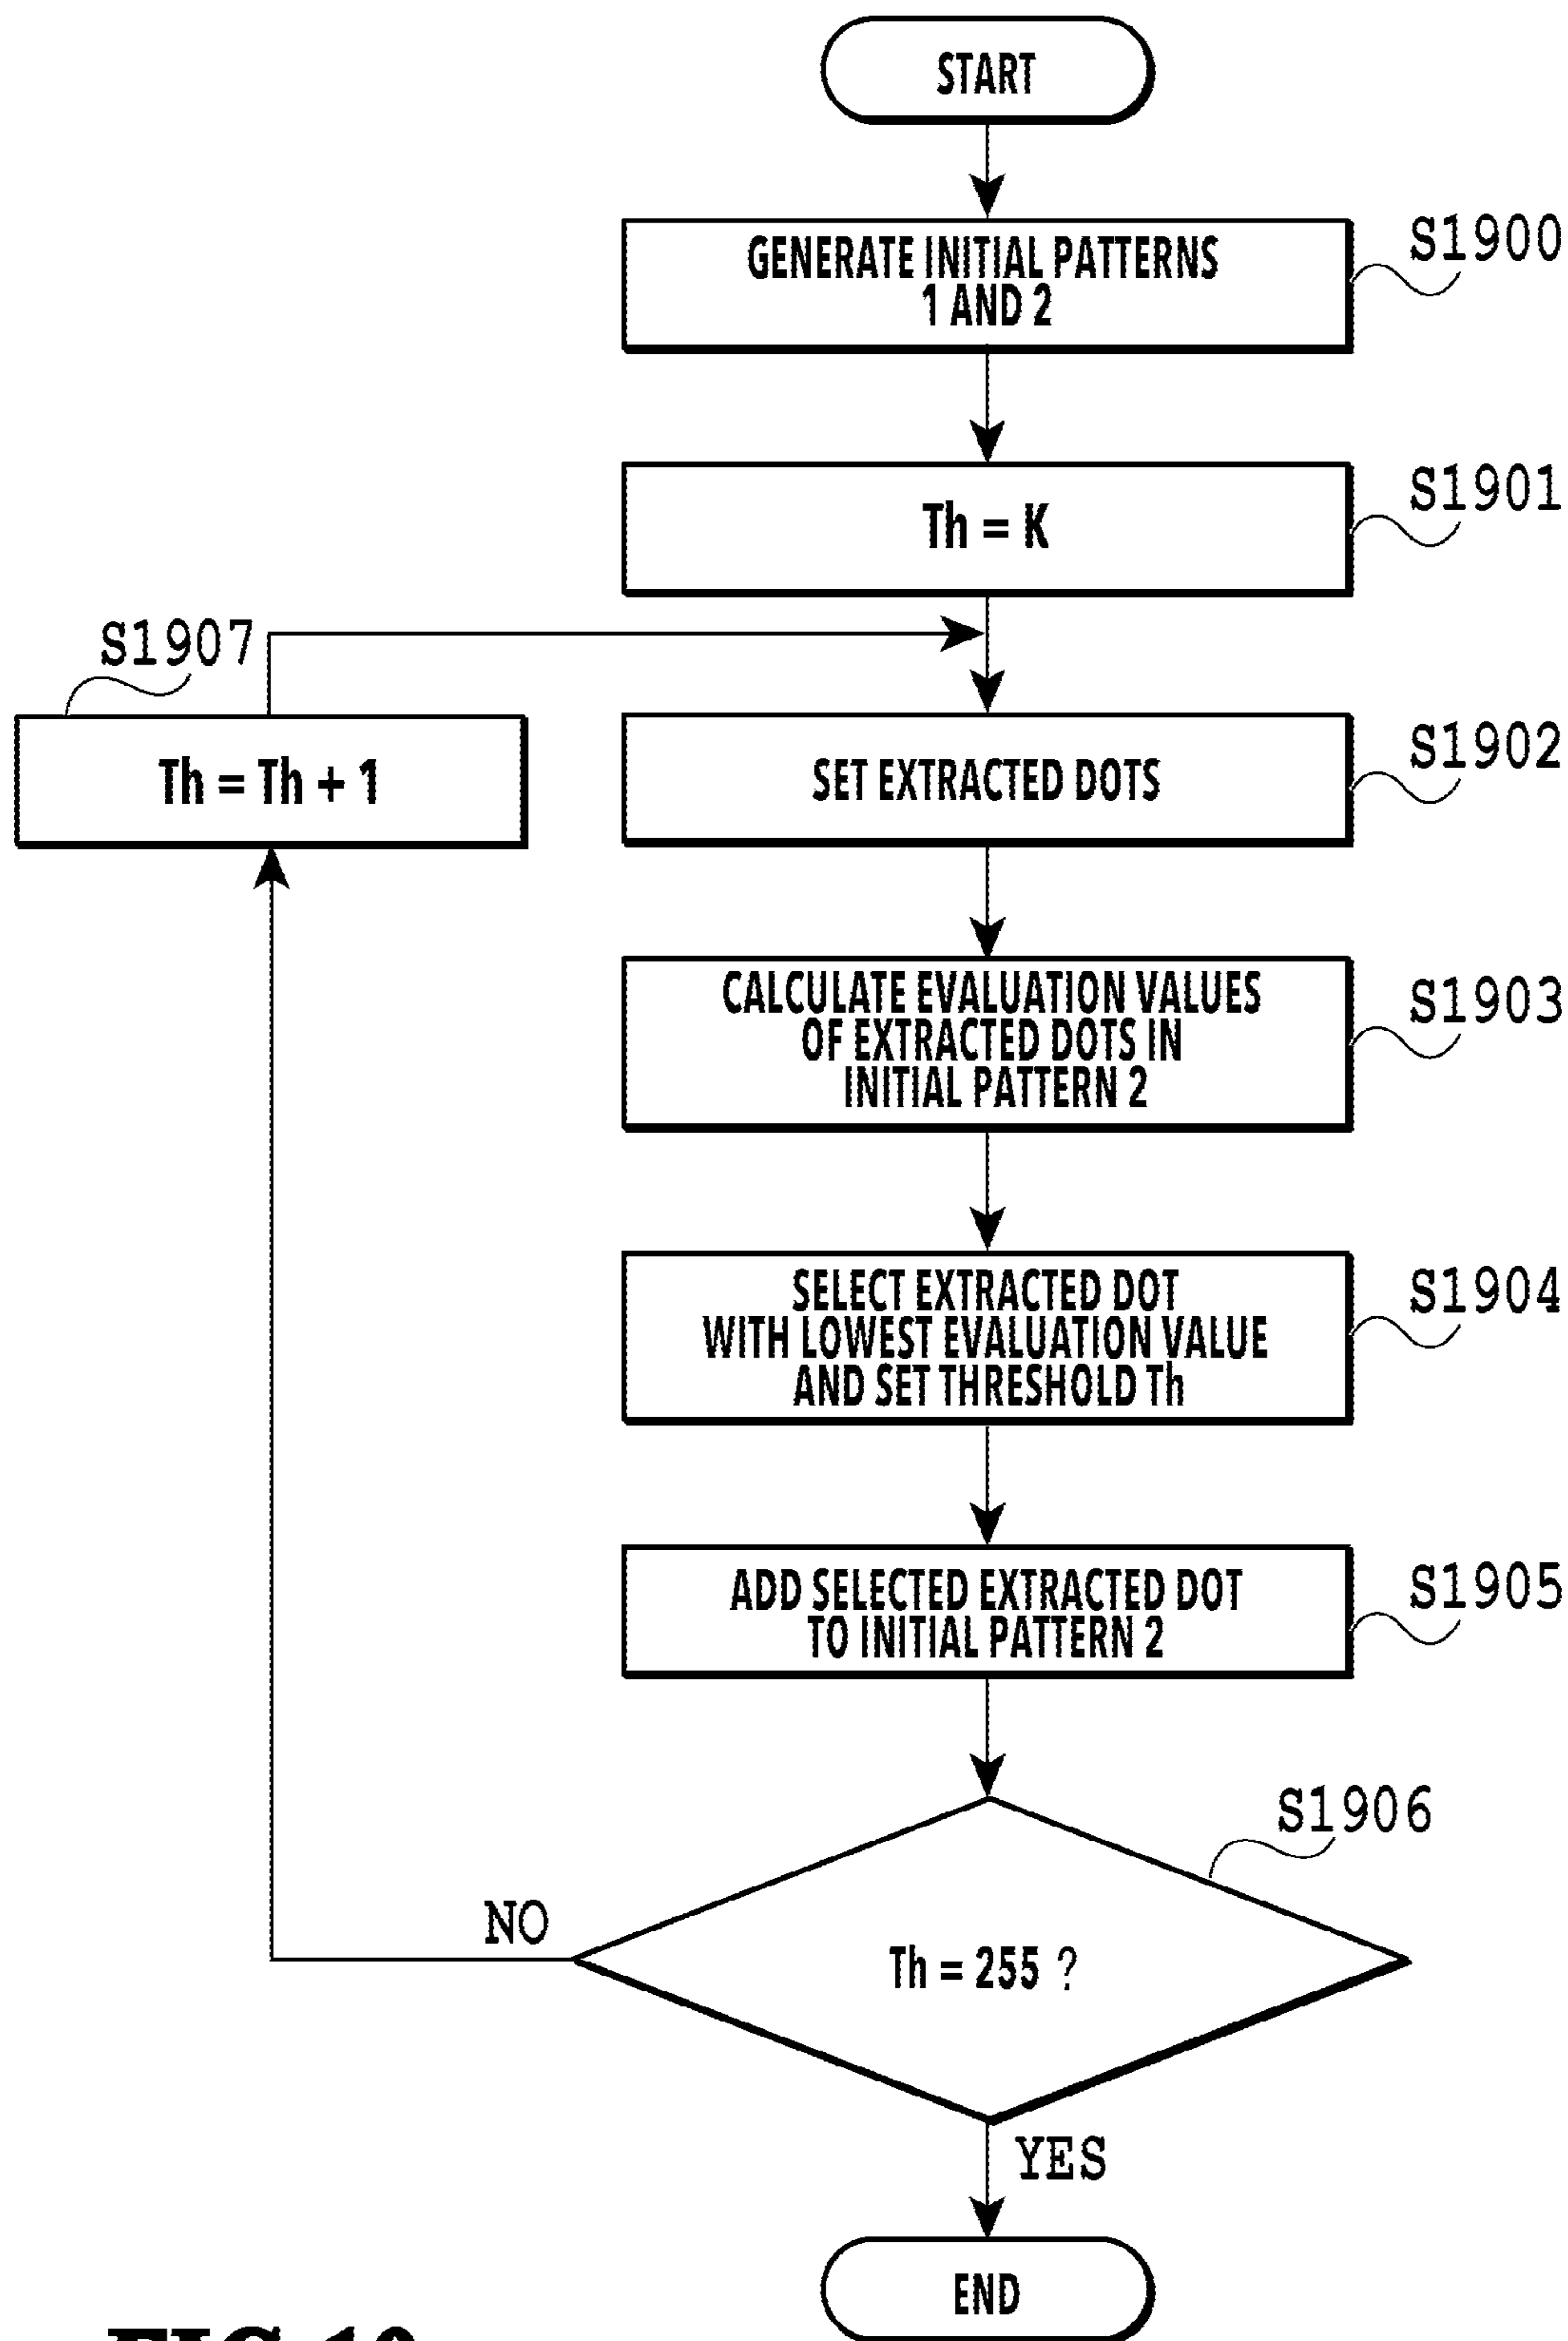 START
GENERATE INITIAL PATTERNS
1 AND 2
S1900
Th = K
S1901
S1907
Th = Th + 1
SET EXTRACTED DOTS
S1902
CALCULATE EVALUATION VALUES
OF EXTRACTED DOTS IN
INITIAL PATTERN 2
S1903
SELECT EXTRACTED DOT
WITH LOWEST EVALUATION VALUE
AND SET THRESHOLD Th
S1904
ADD SELECTED EXTRACTED DOT
TO INITIAL PATTERN 2
S1905
S1906
NO
Th = 255 ?
YES
END